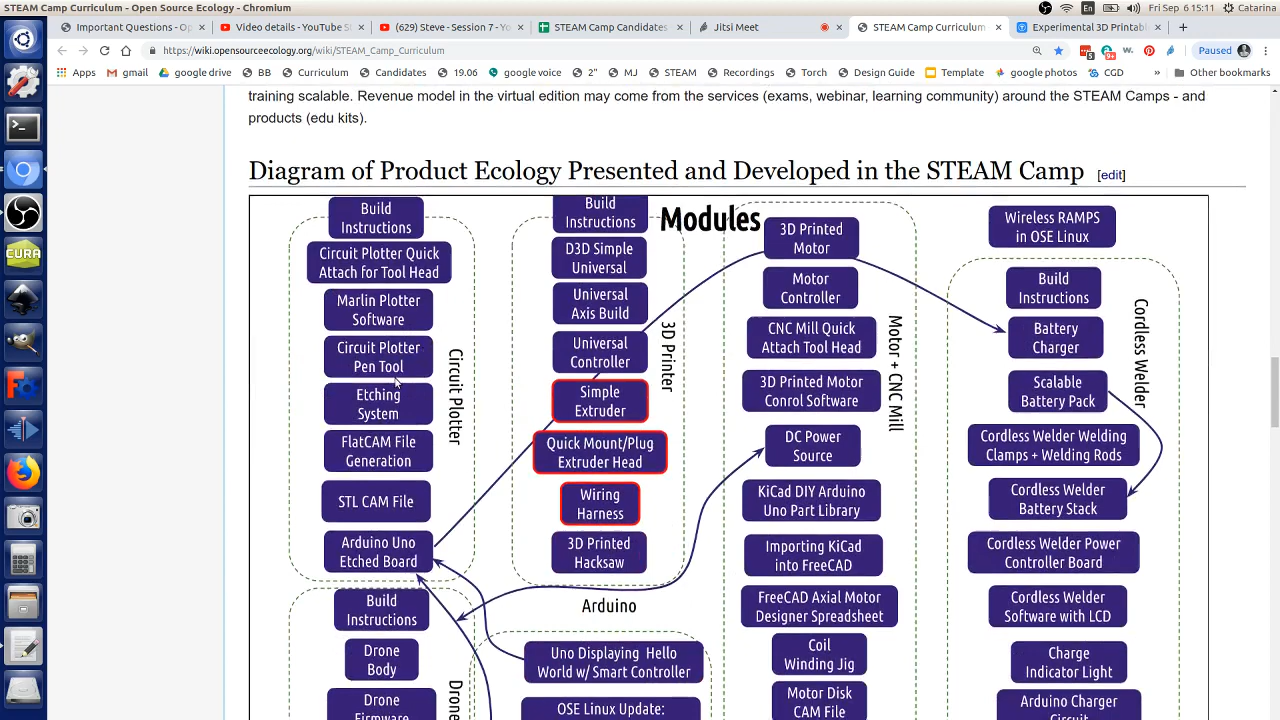 STEAM Camp Curriculum - Open Source Ecology - Chromium
En
Fri Sep 6 15:11
Catarina
Important Questions - Op
Video details - YouTube S
(629) Steve - Session 7 -
STEAM Camp Candidates
Jitsi Meet
STEAM Camp Curriculum
Experimental 3D Printab
https://wiki.opensourceecology.org/wiki/STEAM_Camp_Curriculum
Paused
Apps
gmail
google drive
BB
Curriculum
Candidates
19.06
google voice
2"
MJ
STEAM
Recordings
Torch
Design Guide
Template
google photos
CGD
»
Other bookmarks
training scalable. Revenue model in the virtual edition may come from the services (exams, webinar, learning community) around the STEAM Camps - and
products (edu kits).
Diagram of Product Ecology Presented and Developed in the STEAM Camp [edit]
Modules
Build
Instructions
Circuit Plotter Quick
Attach for Tool Head
Marlin Plotter
Software
Circuit Plotter
Pen Tool
Etching
System
FlatCAM File
Generation
STL CAM File
Arduino Uno
Etched Board
Circuit Plotter
Build
Instructions
Drone
Body
Drone
Firmware
Drone
Build
Instructions
D3D Simple
Universal
Universal
Axis Build
Universal
Controller
Simple
Extruder
Quick Mount/Plug
Extruder Head
Wiring
Harness
3D Printed
Hacksaw
3D Printer
Arduino
Uno Displaying Hello
World w/ Smart Controller
OSE Linux Update:
3D Printed
Motor
Motor
Controller
CNC Mill Quick
Attach Tool Head
3D Printed Motor
Conrol Software
DC Power
Source
KiCad DIY Arduino
Uno Part Library
Importing KiCad
into FreeCAD
FreeCAD Axial Motor
Designer Spreadsheet
Coil
Winding Jig
Motor Disk
CAM File
Motor + CNC Mill
Wireless RAMPS
in OSE Linux
Build
Instructions
Battery
Charger
Scalable
Battery Pack
Cordless Welder Welding
Clamps + Welding Rods
Cordless Welder
Battery Stack
Cordless Welder Power
Controller Board
Cordless Welder
Software with LCD
Charge
Indicator Light
Arduino Charger
Circuit
Cordless Welder
CURA